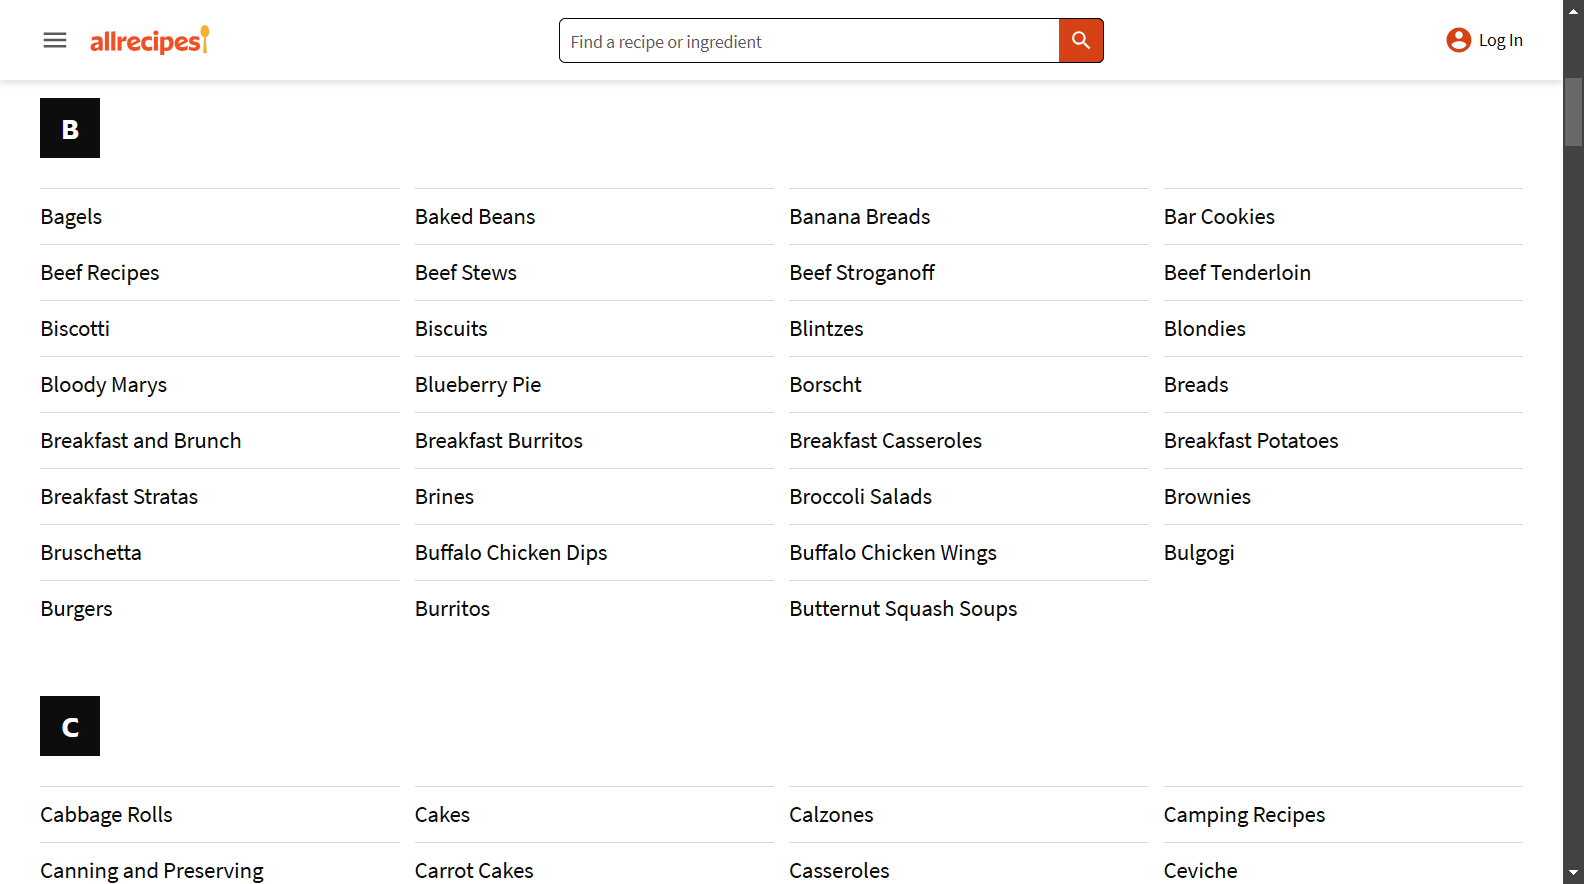 allrecipes
Find a recipe or ingredient
Log In
B
Bagels Baked Beans Banana Breads Bar Cookies
Beef Recipes Beef Stews Beef Stroganoff Beef Tenderloin
Biscotti Biscuits Blintzes Blondies
Bloody Marys Blueberry Pie Borscht Breads
Breakfast and Brunch Breakfast Burritos Breakfast Casseroles Breakfast Potatoes
Breakfast Stratas Brines Broccoli Salads Brownies
Bruschetta Buffalo Chicken Dips Buffalo Chicken Wings Bulgogi
Burgers Burritos Butternut Squash Soups
C
Cabbage Rolls Cakes Calzones Camping Recipes
Canning and Preserving Carrot Cakes Casseroles Ceviche